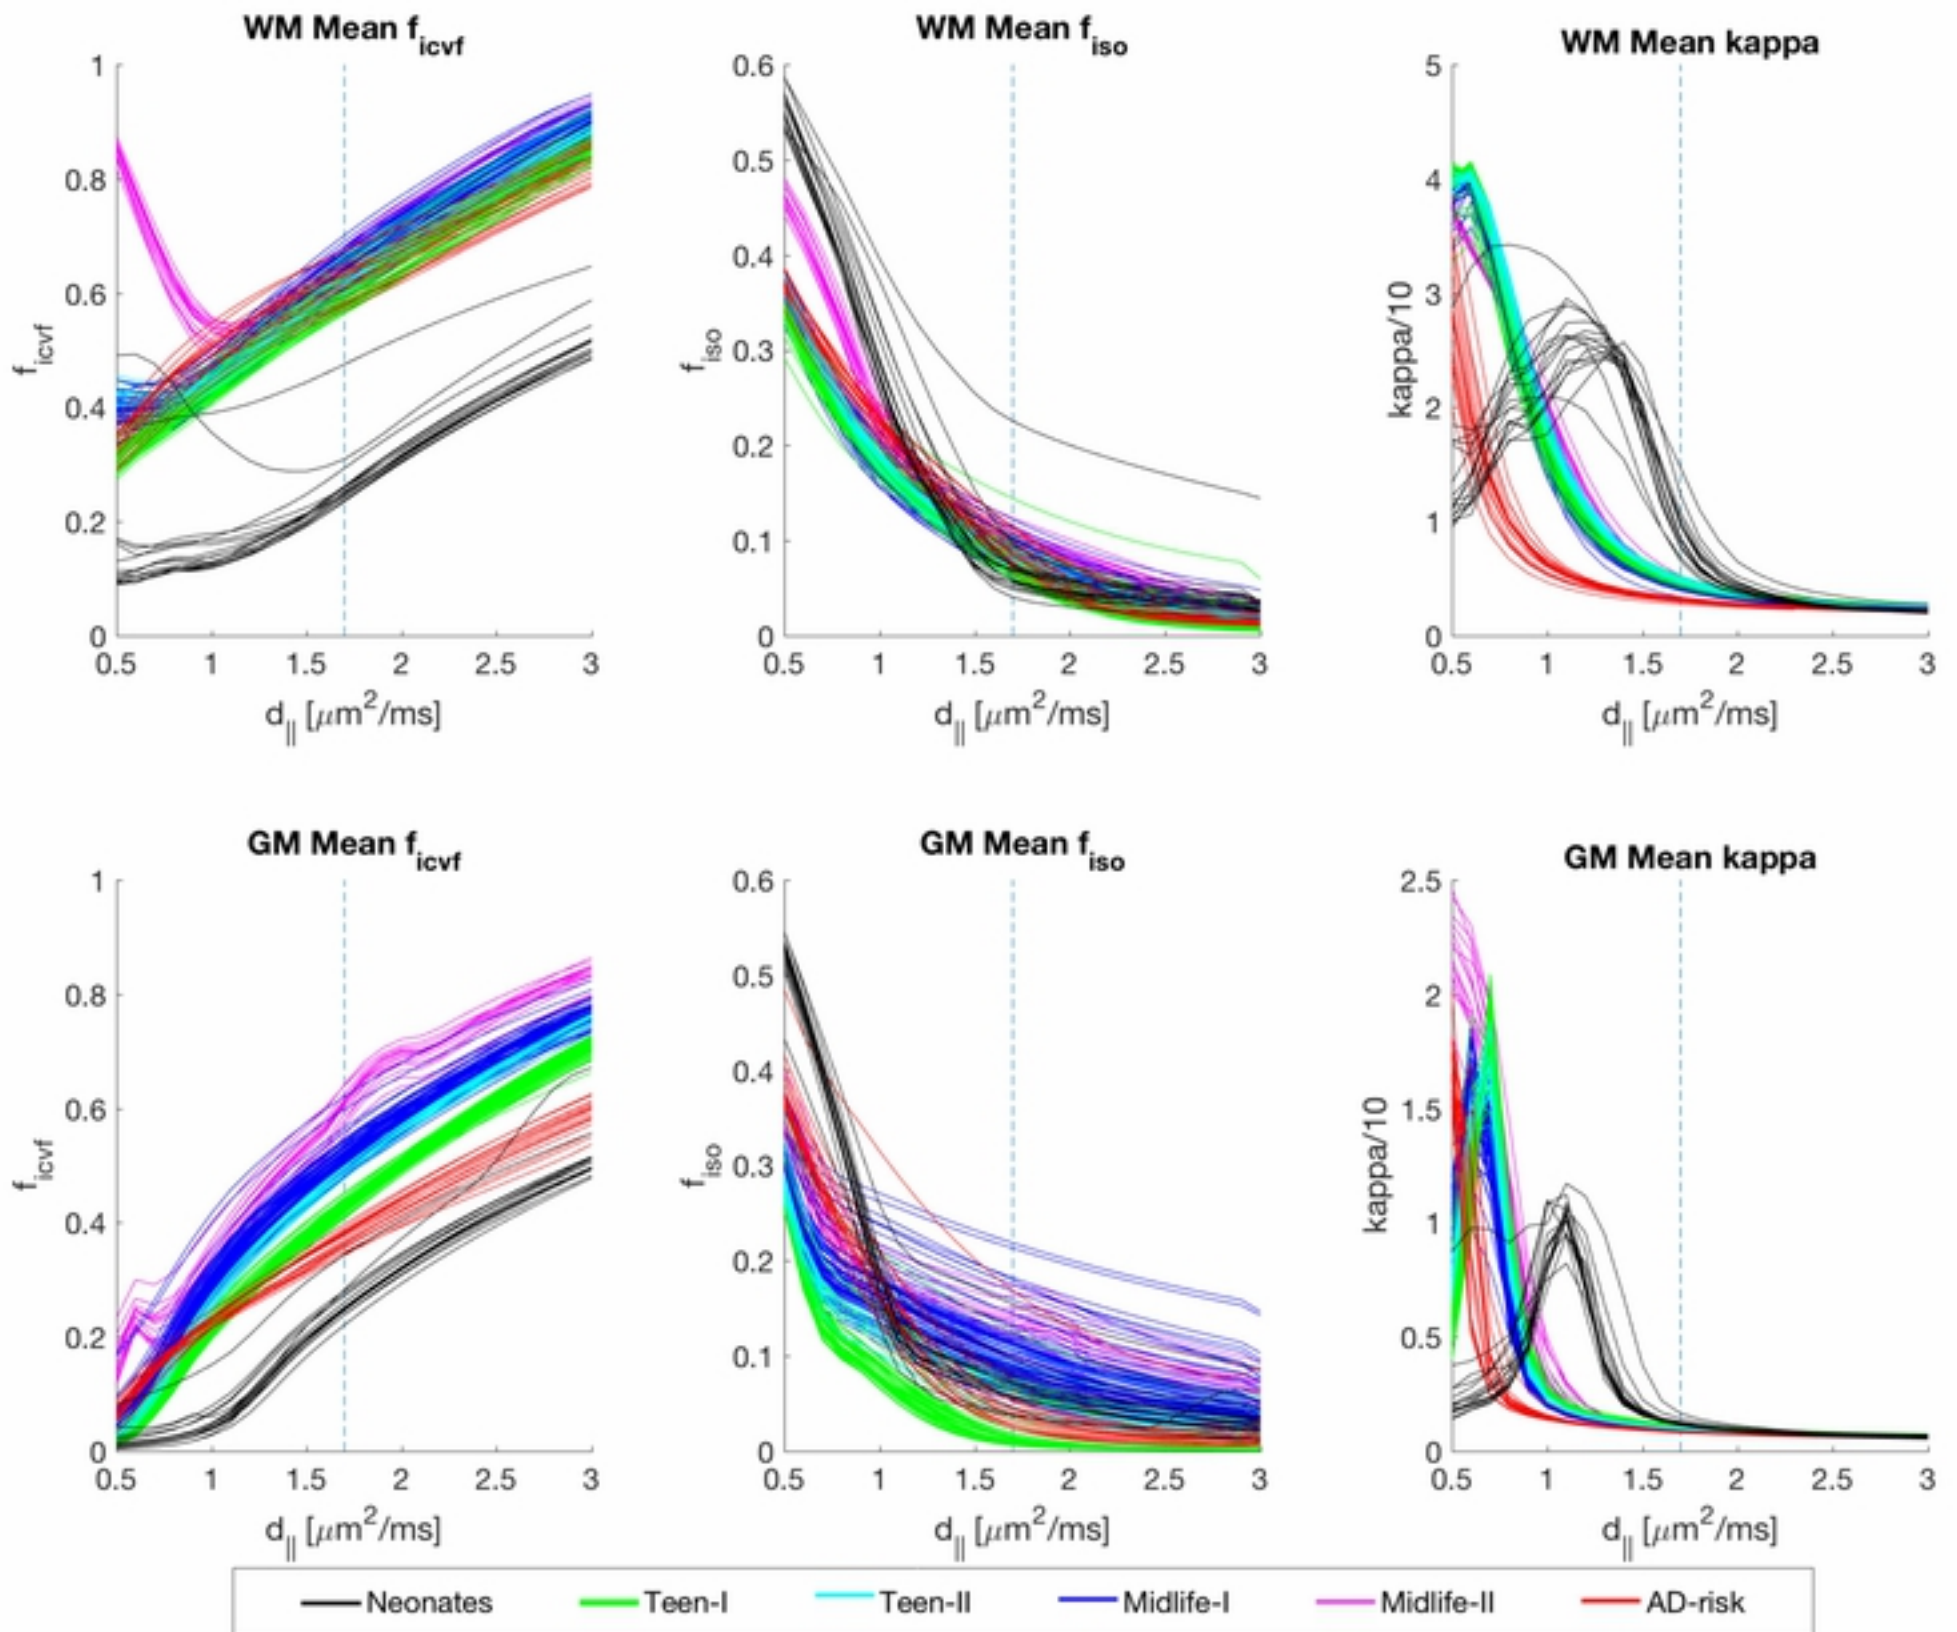 WM Mean f_icvf
WM Mean f_iso
WM Mean kappa
1
0.8
0.6
0.4
0.2
0
f_icvf
0.5 1 1.5 2 2.5 3
d_|| [μm²/ms]
0.6
0.5
0.4
0.3
0.2
0.1
0
f_iso
0.5 1 1.5 2 2.5 3
d_|| [μm²/ms]
5
4
3
2
1
0
kappa/10
0.5 1 1.5 2 2.5 3
d_|| [μm²/ms]
GM Mean f_icvf
GM Mean f_iso
GM Mean kappa
1
0.8
0.6
0.4
0.2
0
f_icvf
0.5 1 1.5 2 2.5 3
d_|| [μm²/ms]
0.6
0.5
0.4
0.3
0.2
0.1
0
f_iso
0.5 1 1.5 2 2.5 3
d_|| [μm²/ms]
2.5
2
1.5
1
0.5
0
kappa/10
0.5 1 1.5 2 2.5 3
d_|| [μm²/ms]
Neonates Teen-I Teen-II Midlife-I Midlife-II AD-risk